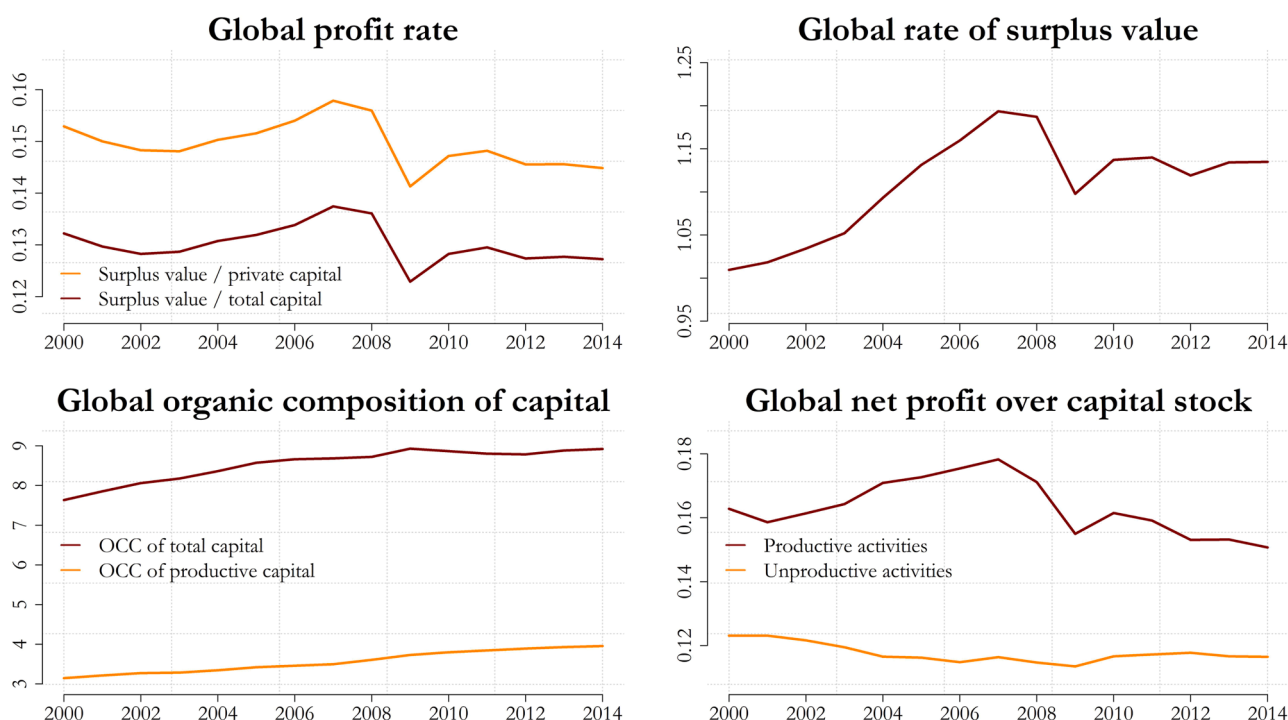 Global profit rate
0.16
0.15
0.14
0.13
0.12
Surplus value / private capital
Surplus value / total capital
2000 2002 2004 2006 2008 2010 2012 2014
Global rate of surplus value
1.25
1.15
1.05
0.95
2000 2002 2004 2006 2008 2010 2012 2014
Global organic composition of capital
9
8
7
6
5
4
3
OCC of total capital
OCC of productive capital
2000 2002 2004 2006 2008 2010 2012 2014
Global net profit over capital stock
0.18
0.16
0.14
0.12
Productive activities
Unproductive activities
2000 2002 2004 2006 2008 2010 2012 2014